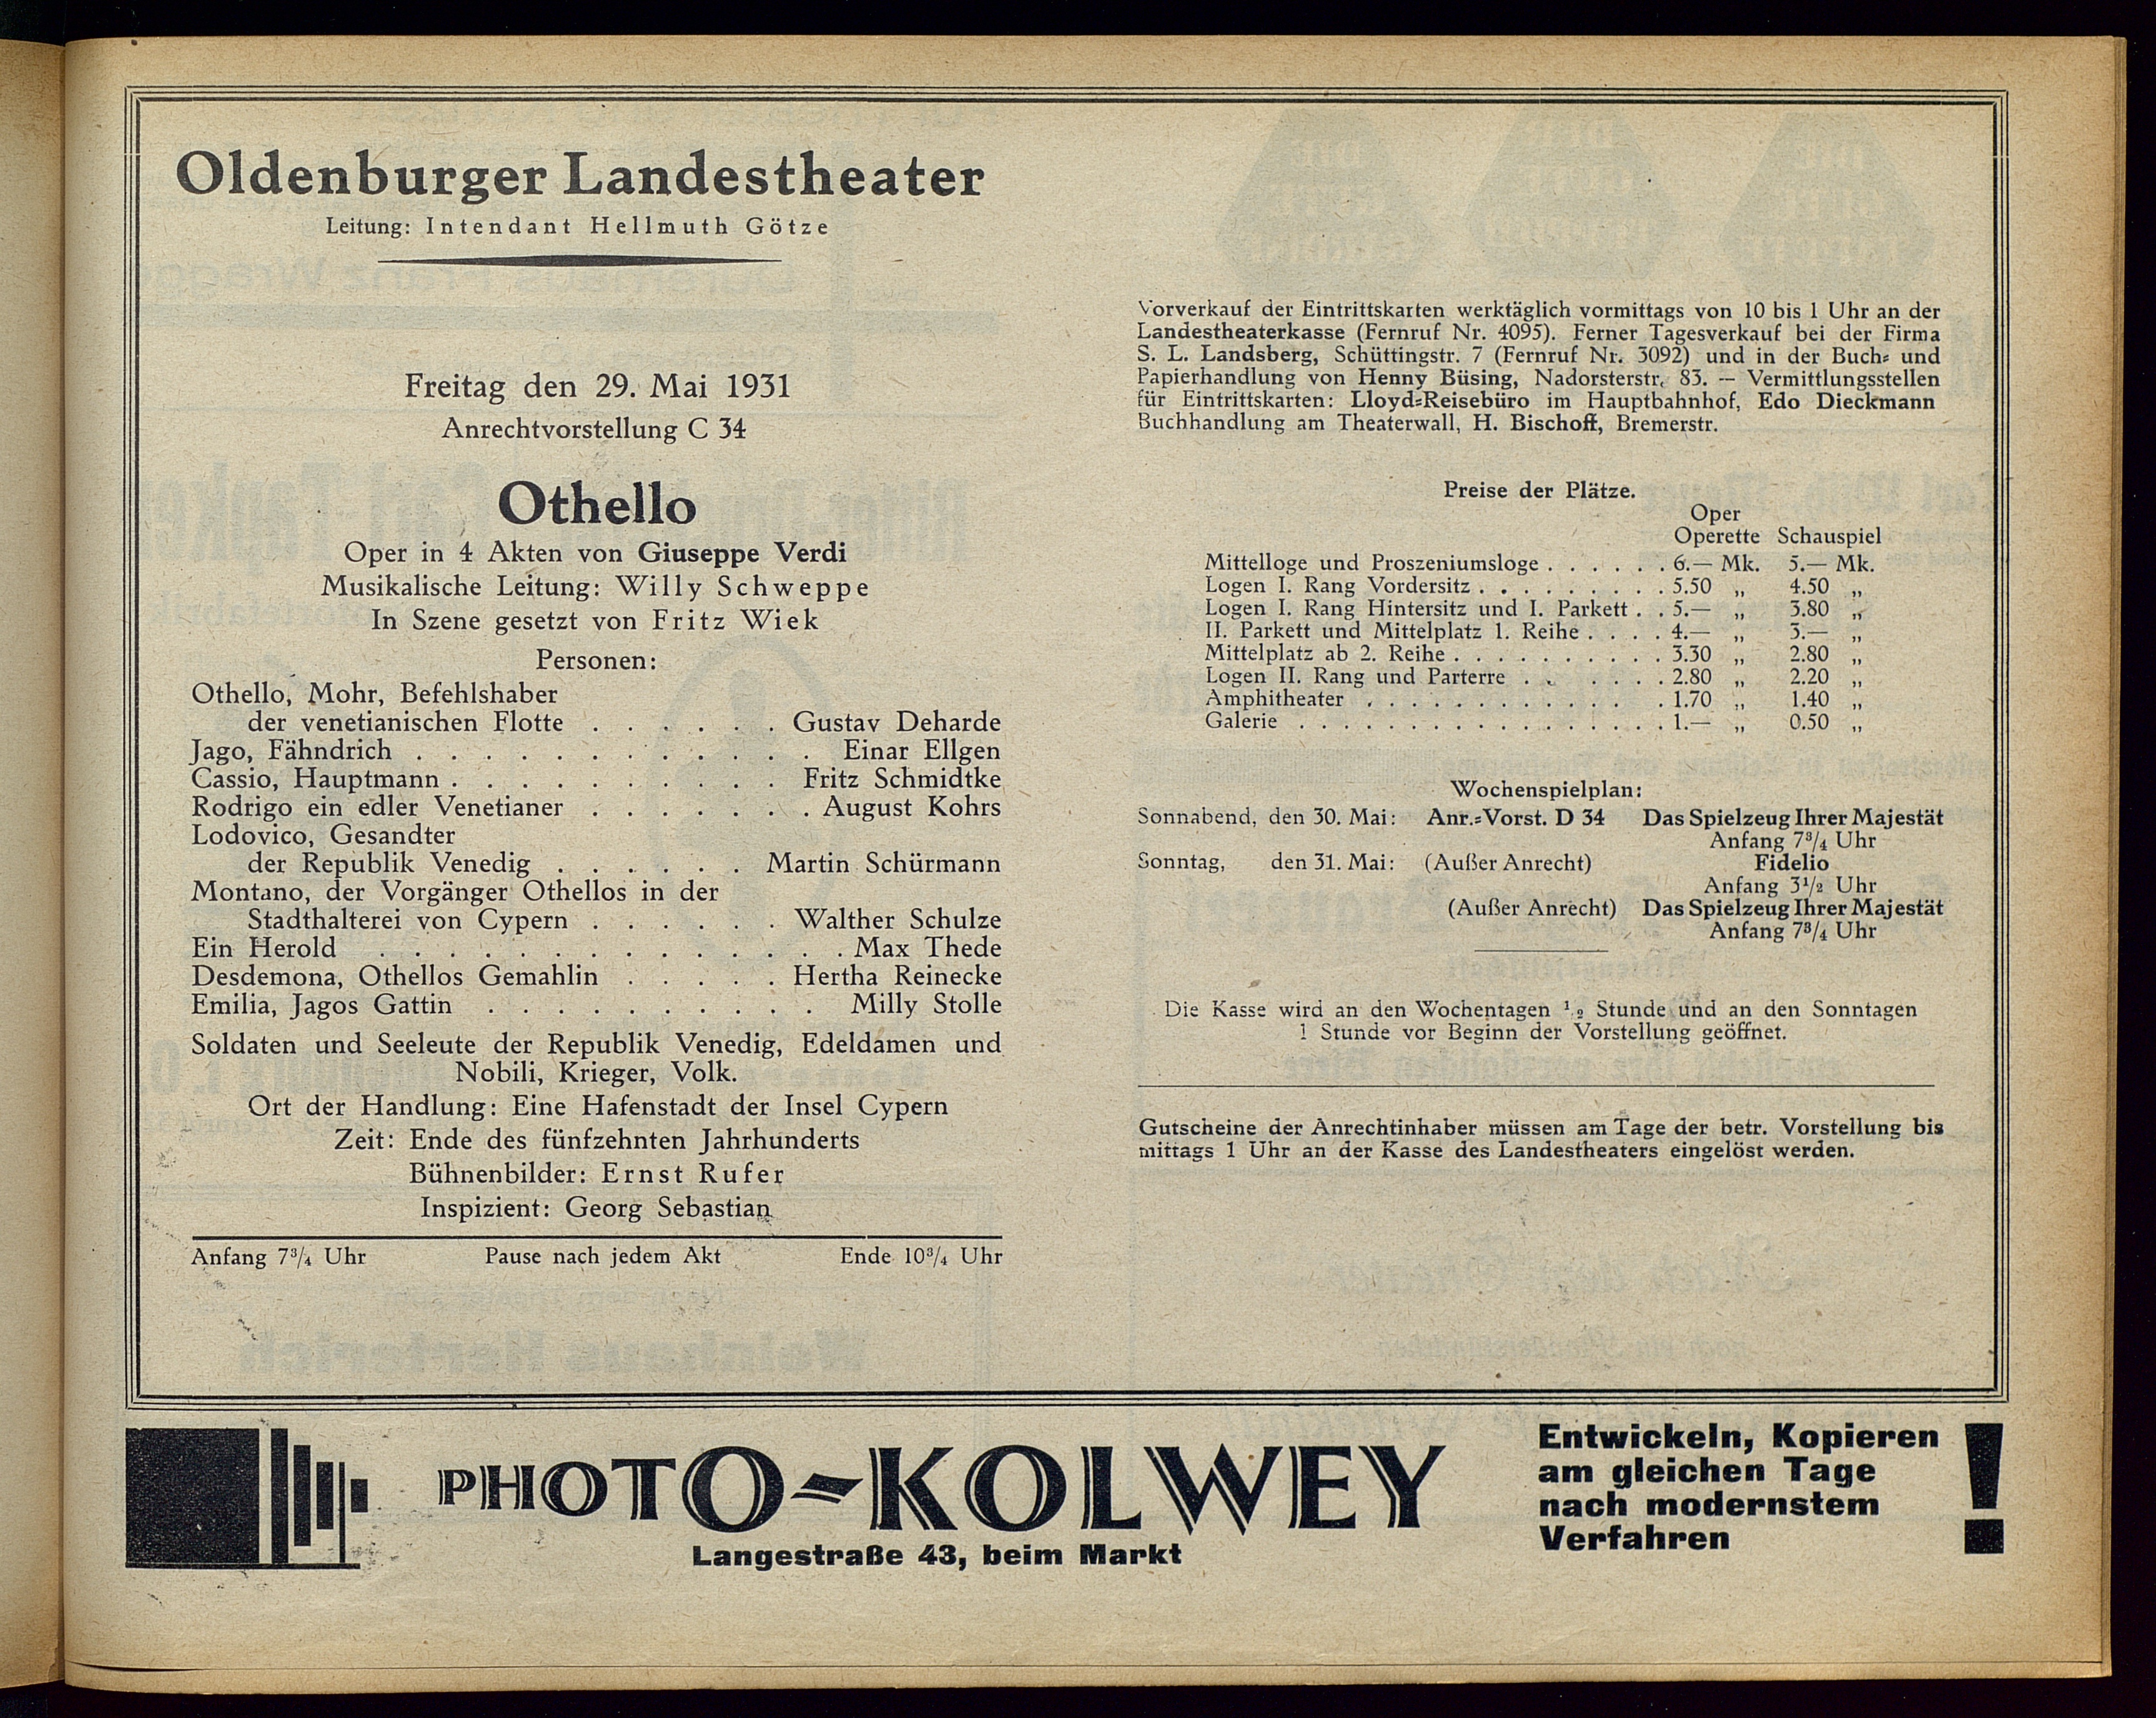 Oldenburger Landestheater
Leitung: Intendant Hellmuth Götze
Freitag den 29. Mai 1931
Anrechtvorstellung C 34
Othello
Oper in 4 Akten von Giuseppe Verdi
Musikalische Leitung: Willy Schweppe
In Szene gesetzt von Fritz Wiek
Personen:
Othello, Mohr, Befehlshaber
der venetianischen Flotte . . . . . . . Gustav Deharde
Jago, Fähndrich . . . . . . . . . . . . . Einar Ellgen
Cassio, Hauptmann . . . . . . . . . . . Fritz Schmidtke
Rodrigo ein edler Venetianer . . . . . . . . August Kohrs
Lodovico, Gesandter
der Republik Venedig . . . . . . . Martin Schürmann
Montano, der Vorgänger Othellos in der
Stadthalterei von Cypern . . . . . . . Walther Schulze
Ein Herold . . . . . . . . . . . . . . . Max Thede
Desdemona, Othellos Gemahlin . . . . . Hertha Reinecke
Emilia, Jagos Gattin . . . . . . . . . . Milly Stolle
Soldaten und Seeleute der Republik Venedig, Edeldamen und
Nobili, Krieger, Volk.
Ort der Handlung: Eine Hafenstadt der Insel Cypern
Zeit: Ende des fünfzehnten Jahrhunderts
Bühnenbilder: Ernst Rufer
Inspizient: Georg Sebastian
Anfang 7¾ Uhr Pause nach jedem Akt Ende 10¾ Uhr
Vorverkauf der Eintrittskarten werktäglich vormittags von 10 bis 1 Uhr an der
Landestheaterkasse (Fernruf Nr. 4095). Ferner Tagesverkauf bei der Firma
S. L. Landsberg, Schüttingstr. 7 (Fernruf Nr. 3092) und in der Buch- und
Papierhandlung von Henny Büsing, Nadorsterstr. 83. — Vermittlungsstellen
für Eintrittskarten: Lloyd-Reisebüro im Hauptbahnhof, Edo Dieckmann
Buchhandlung am Theaterwall, H. Bischoff, Bremerstr.
Preise der Plätze.
Oper
Operette Schauspiel
Mittelloge und Proszeniumsloge . . . . . . 6.— Mk. 5.— Mk.
Logen I. Rang Vordersitz . . . . . . . . . 5.50 „ 4.50 „
Logen I. Rang Hintersitz und I. Parkett . . 5.— „ 3.80 „
II. Parkett und Mittelplatz 1. Reihe . . . . 4.— „ 3.— „
Mittelplatz ab 2. Reihe . . . . . . . . . . 3.30 „ 2.80 „
Logen II. Rang und Parterre . . . . . . . 2.80 „ 2.20 „
Amphitheater . . . . . . . . . . . . . 1.70 „ 1.40 „
Galerie . . . . . . . . . . . . . . . . . 1.— „ 0.50 „
Wochenspielplan:
Sonnabend, den 30. Mai: Anr.-Vorst. D 34 Das Spielzeug Ihrer Majestät
Anfang 7¾ Uhr
Sonntag, den 31. Mai: (Außer Anrecht) Fidelio
Anfang 3½ Uhr
(Außer Anrecht) Das Spielzeug Ihrer Majestät
Anfang 7¾ Uhr
Die Kasse wird an den Wochentagen ½ Stunde und an den Sonntagen
1 Stunde vor Beginn der Vorstellung geöffnet.
Gutscheine der Anrechtinhaber müssen am Tage der betr. Vorstellung bis
mittags 1 Uhr an der Kasse des Landestheaters eingelöst werden.
PHOTO-KOLWEY
Langestraße 43, beim Markt
Entwickeln, Kopieren
am gleichen Tage
nach modernstem
Verfahren !